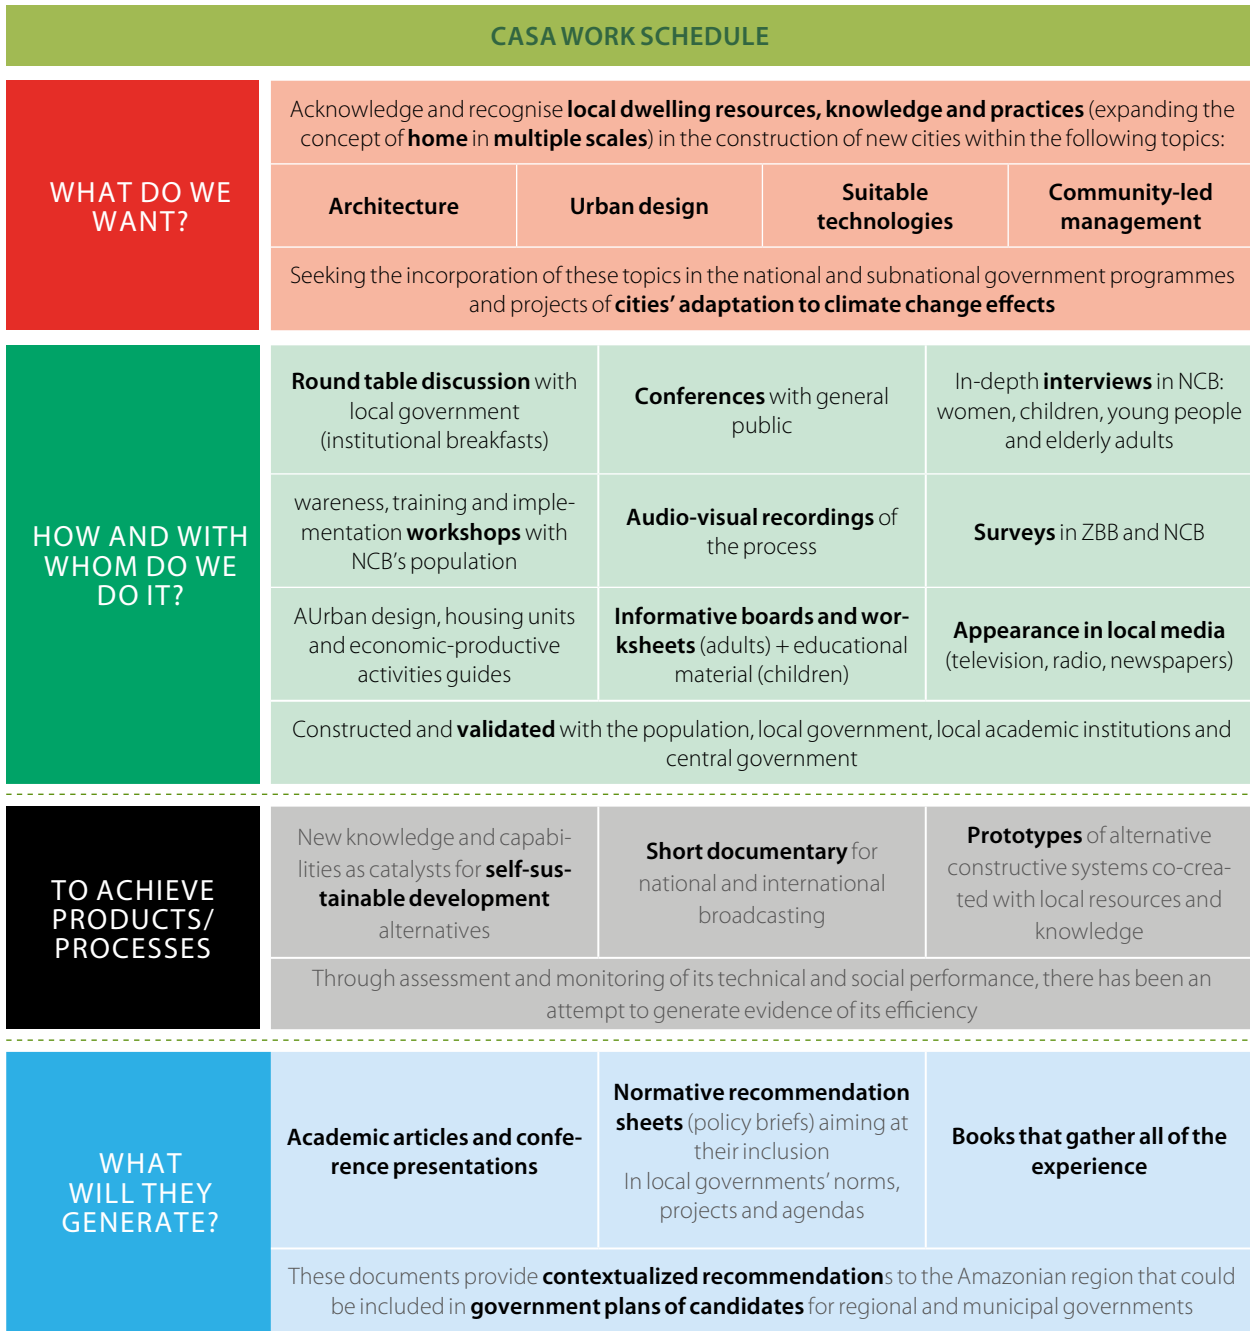 CASA WORK SCHEDULE
WHAT DO WE
WANT?
Acknowledge and recognise local dwelling resources, knowledge and practices (expanding the
concept of home in multiple scales) in the construction of new cities within the following topics:
Architecture
Urban design
Suitable
technologies
Community-led
management
Seeking the incorporation of these topics in the national and subnational government programmes
and projects of cities' adaptation to climate change effects
HOW AND WITH
WHOM DO WE
DO IT?
Round table discussion with
local government
(institutional breakfasts)
Conferences with general
public
In-depth interviews in NCB:
women, children, young people
and elderly adults
wareness, training and imple-
mentation workshops with
NCB's population
Audio-visual recordings of
the process
Surveys in ZBB and NCB
AUrban design, housing units
and economic-productive
activities guides
Informative boards and wor-
ksheets (adults) + educational
material (children)
Appearance in local media
(television, radio, newspapers)
Constructed and validated with the population, local government, local academic institutions and
central government
TO ACHIEVE
PRODUCTS/
PROCESSES
New knowledge and capabi-
lities as catalysts for self-sus-
tainable development
alternatives
Short documentary for
national and international
broadcasting
Prototypes of alternative
constructive systems co-crea-
ted with local resources and
knowledge
Through assessment and monitoring of its technical and social performance, there has been an
attempt to generate evidence of its efficiency
WHAT
WILL THEY
GENERATE?
Academic articles and confe-
rence presentations
Normative recommendation
sheets (policy briefs) aiming at
their inclusion
In local governments' norms,
projects and agendas
Books that gather all of the
experience
These documents provide contextualized recommendations to the Amazonian region that could
be included in government plans of candidates for regional and municipal governments